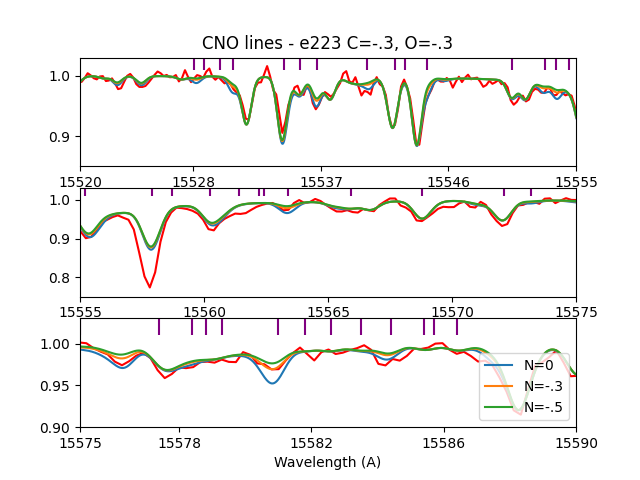 CNO lines - e223 C=-.3, O=-.3
1.0
0.9
15520 15528 15537 15546 15555
1.0
0.9
0.8
15555 15560 15565 15570 15575
1.00
0.95
0.90
N=0
N=-.3
N=-.5
15575 15578 15582 15586 15590
Wavelength (A)